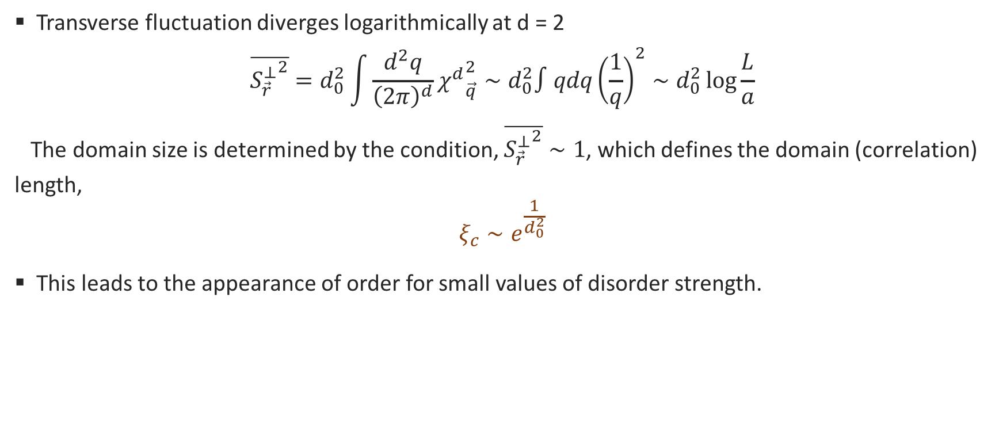 ▪ Transverse fluctuation diverges logarithmically at d = 2
$\overline{S_{\vec{r}}^{\perp \, 2}} = d_0^2 \int \frac{d^2 q}{(2\pi)^d} {\chi^d}_{\vec{q}}^{2} \sim d_0^2 \int q dq \left(\frac{1}{q}\right)^2 \sim d_0^2 \log \frac{L}{a}$
The domain size is determined by the condition, $\overline{S_{\vec{r}}^{\perp \, 2}} \sim 1$, which defines the domain (correlation)
length,
$\xi_c \sim e^{\frac{1}{d_0^2}}$
▪ This leads to the appearance of order for small values of disorder strength.